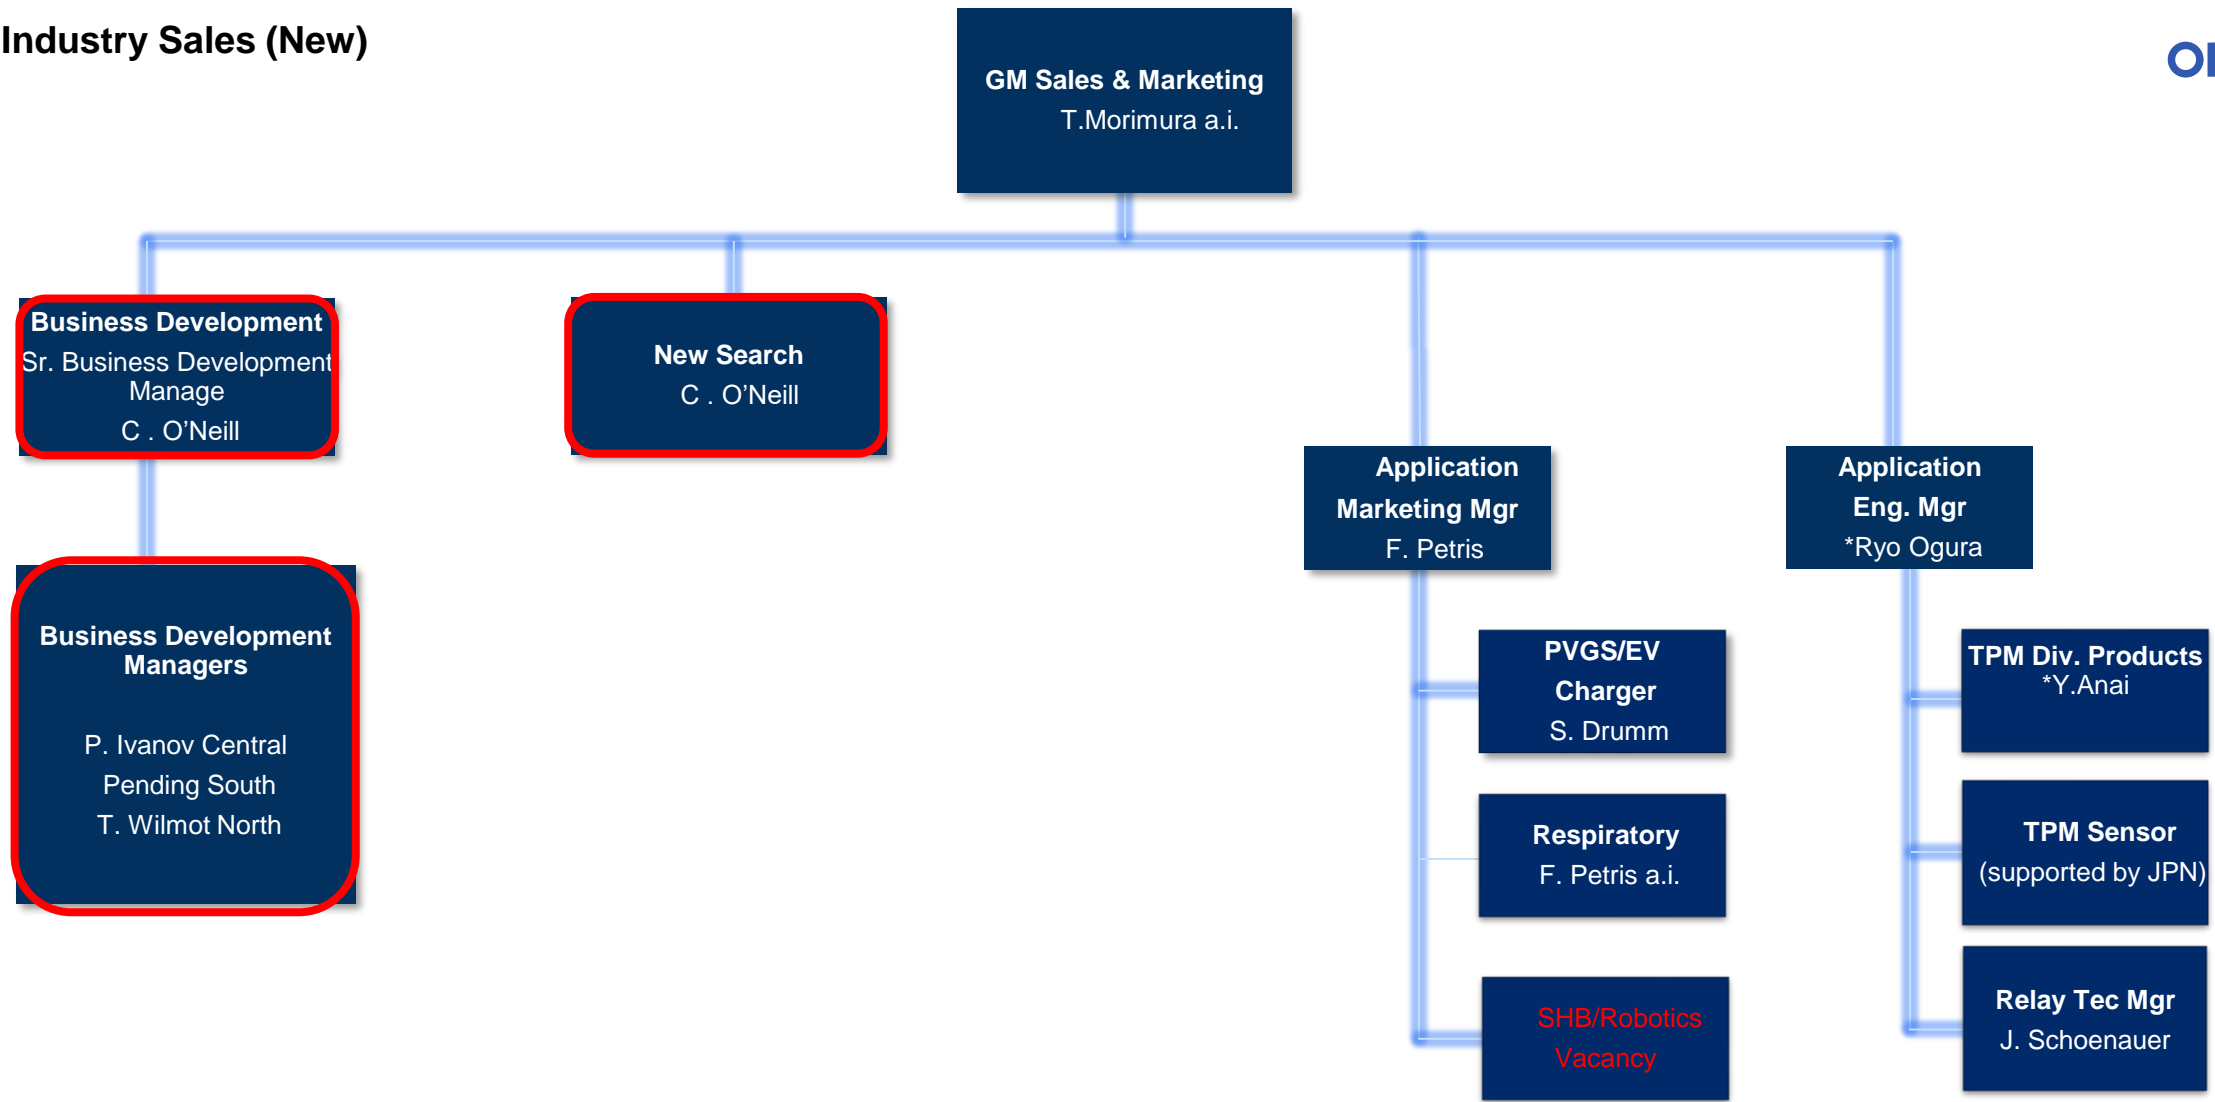 Industry Sales (New)
GM Sales & Marketing
T.Morimura a.i.
Business Development
Sr. Business Development
Manage
C . O’Neill
New Search
C . O’Neill
Application
Marketing Mgr
F. Petris
Application
Eng. Mgr
*Ryo Ogura
Business Development
Managers
P. Ivanov Central
Pending South
T. Wilmot North
PVGS/EV
Charger
S. Drumm
Respiratory
F. Petris a.i.
SHB/Robotics
Vacancy
TPM Div. Products
*Y.Anai
TPM Sensor
(supported by JPN)
Relay Tec Mgr
J. Schoenauer